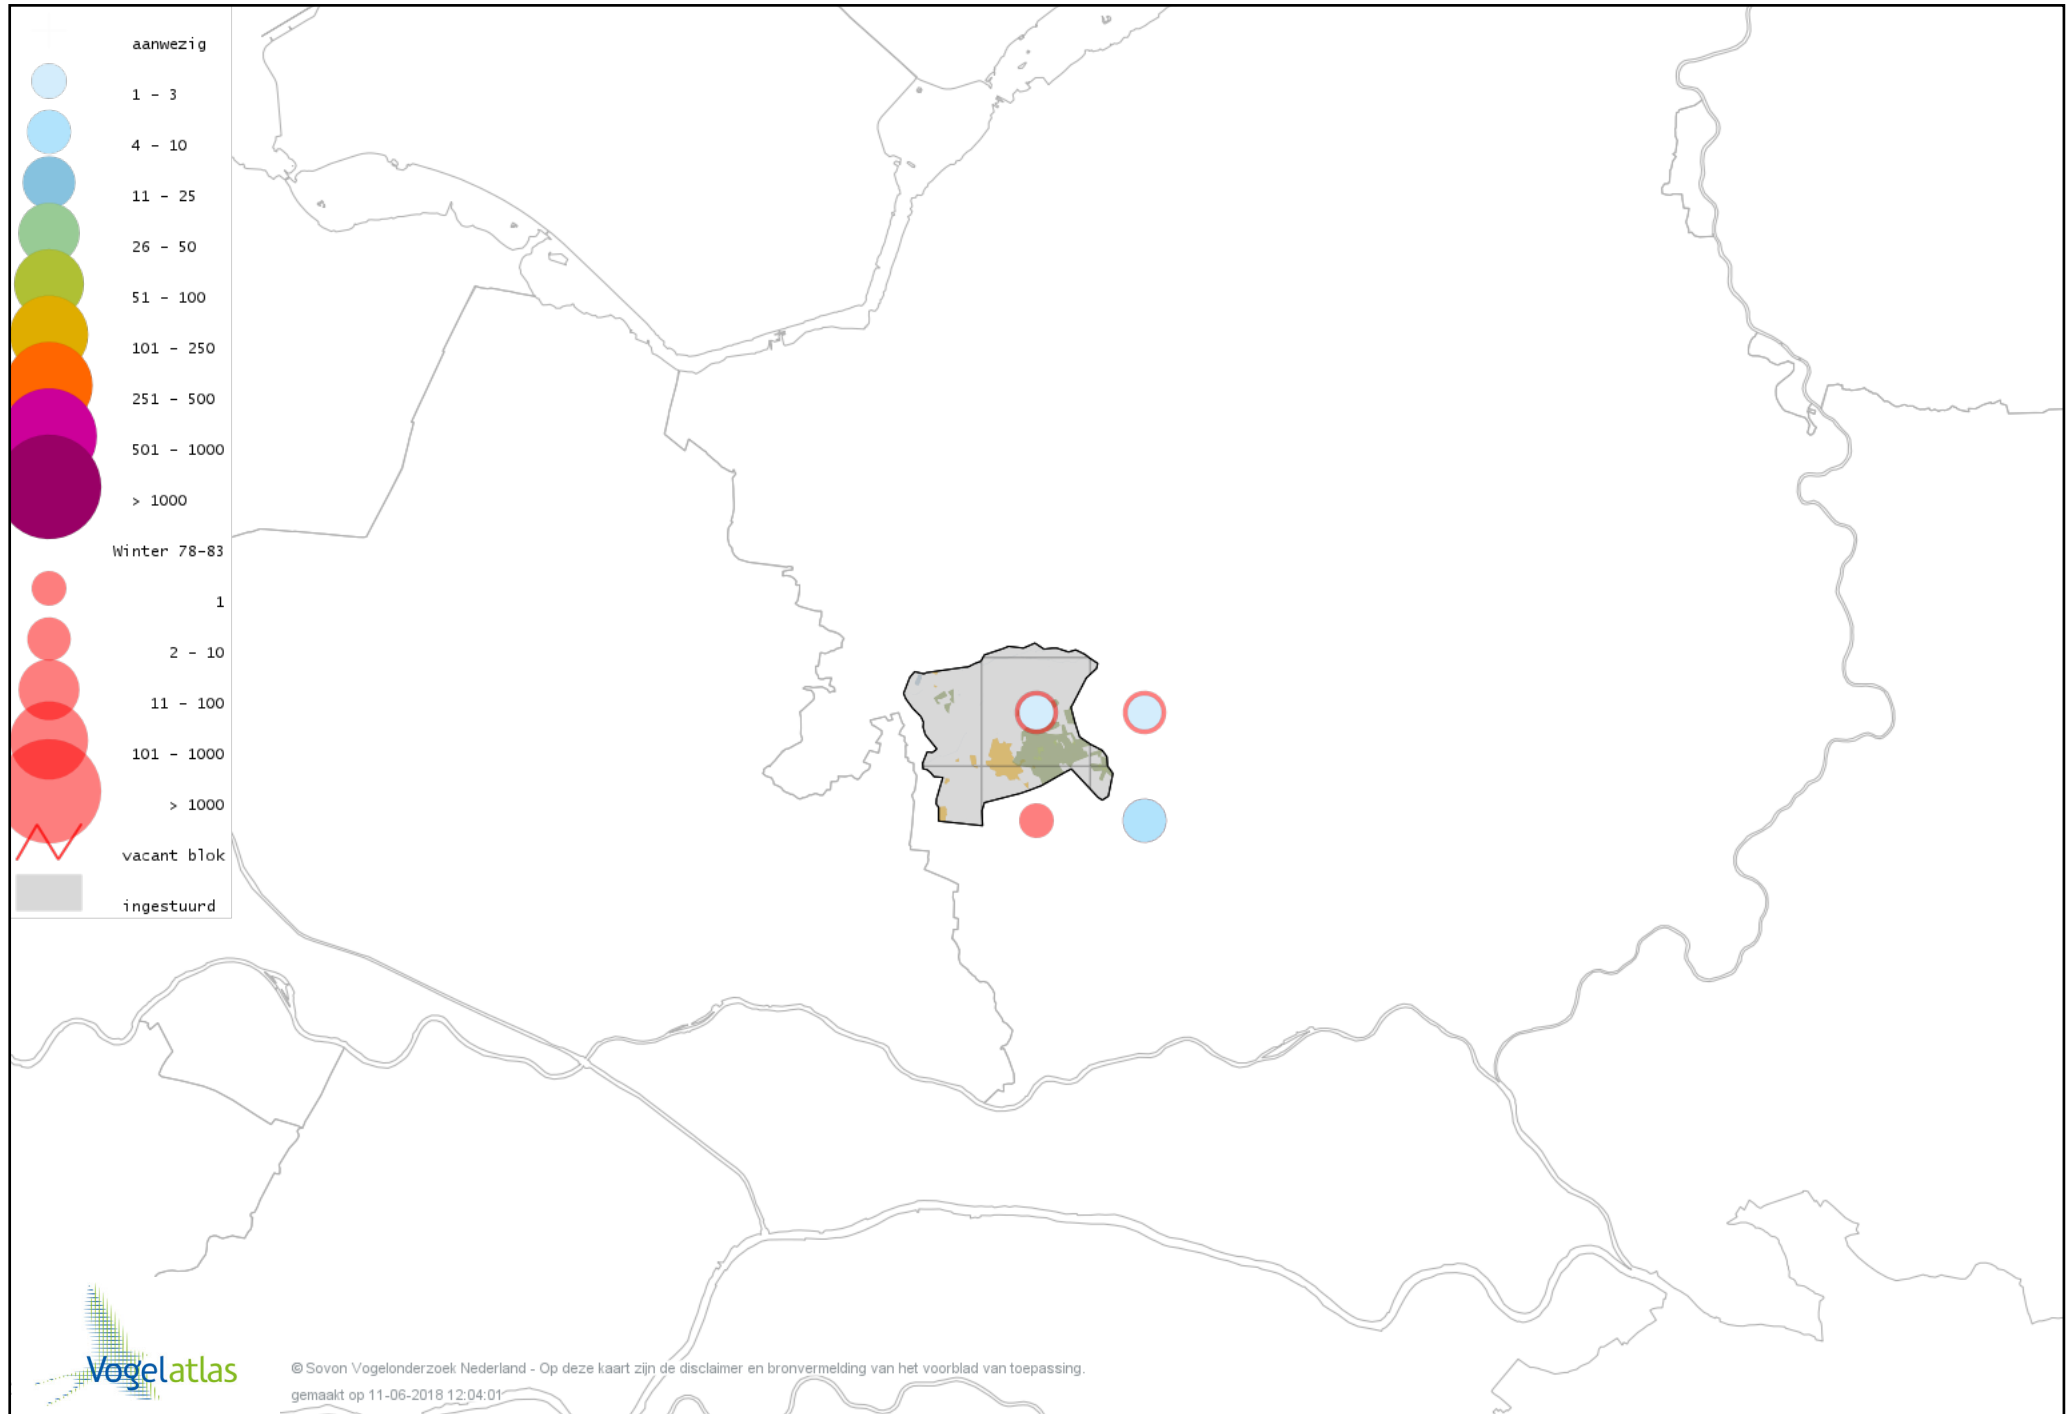 aanwezig
1 - 3
4 - 10
11 - 25
26 - 50
51 - 100
101 - 250
251 - 500
501 - 1000
> 1000
Winter 78-83
1
2 - 10
11 - 100
101 - 1000
> 1000
vacant blok
ingestuurd
Vogelatlas
© Sovon Vogelonderzoek Nederland - Op deze kaart zijn de disclaimer en bronvermelding van het voorblad van toepassing.
gemaakt op 11-06-2018 12:04:01